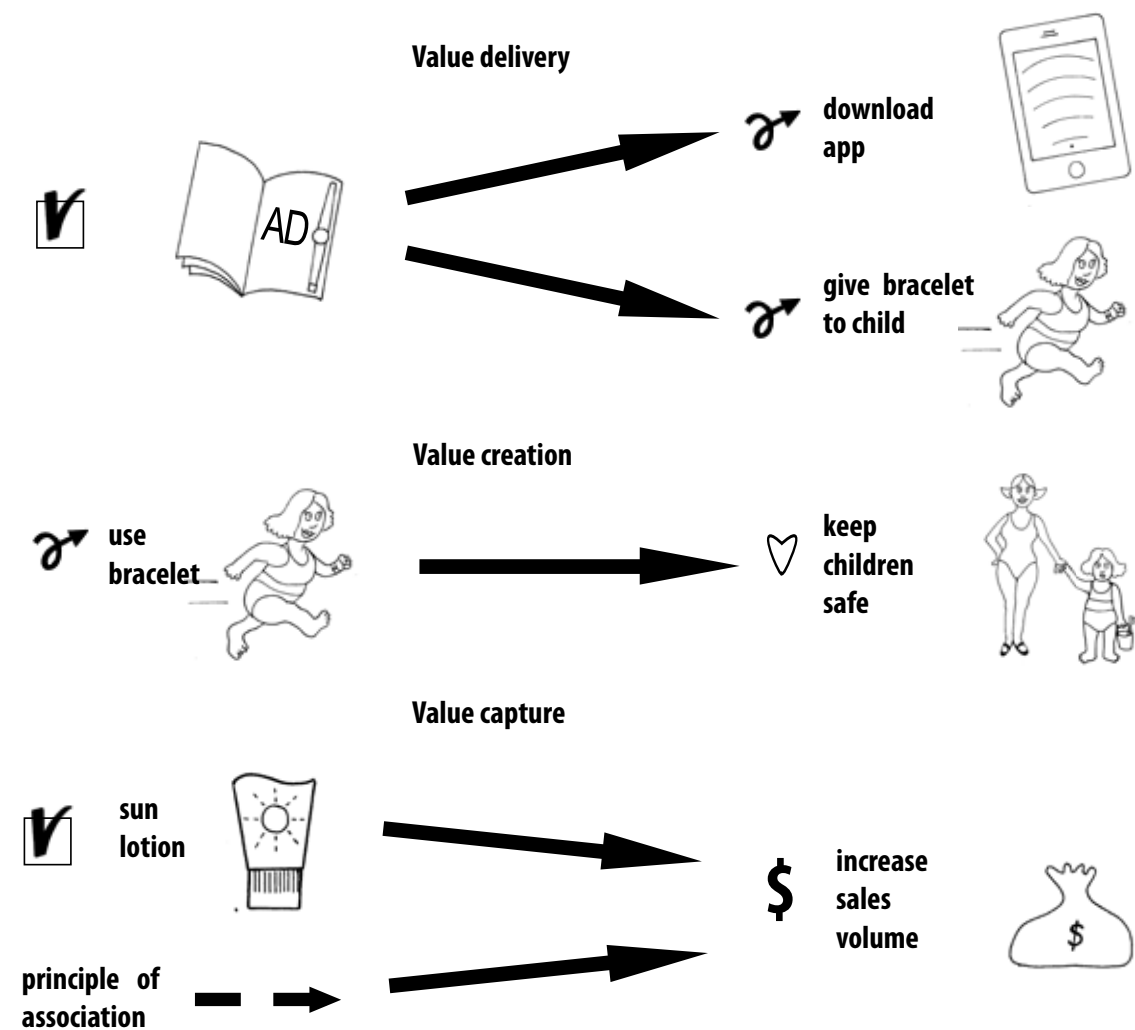 Value delivery
download
app
AD
give bracelet
to child
Value creation
use
bracelet
keep
children
safe
Value capture
sun
lotion
$
increase
sales
volume
$
principle of
association